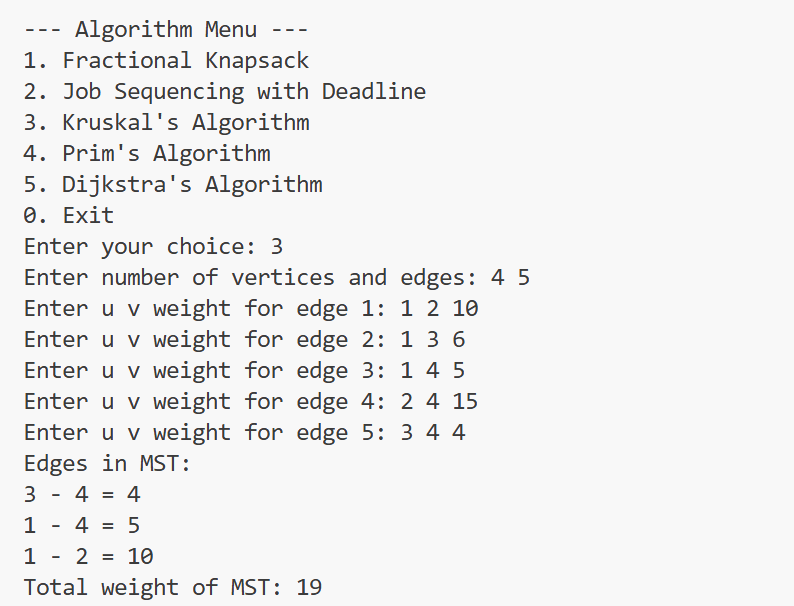 --- Algorithm Menu ---
1. Fractional Knapsack
2. Job Sequencing with Deadline
3. Kruskal's Algorithm
4. Prim's Algorithm
5. Dijkstra's Algorithm
0. Exit
Enter your choice: 3
Enter number of vertices and edges: 4 5
Enter u v weight for edge 1: 1 2 10
Enter u v weight for edge 2: 1 3 6
Enter u v weight for edge 3: 1 4 5
Enter u v weight for edge 4: 2 4 15
Enter u v weight for edge 5: 3 4 4
Edges in MST:
3 - 4 = 4
1 - 4 = 5
1 - 2 = 10
Total weight of MST: 19